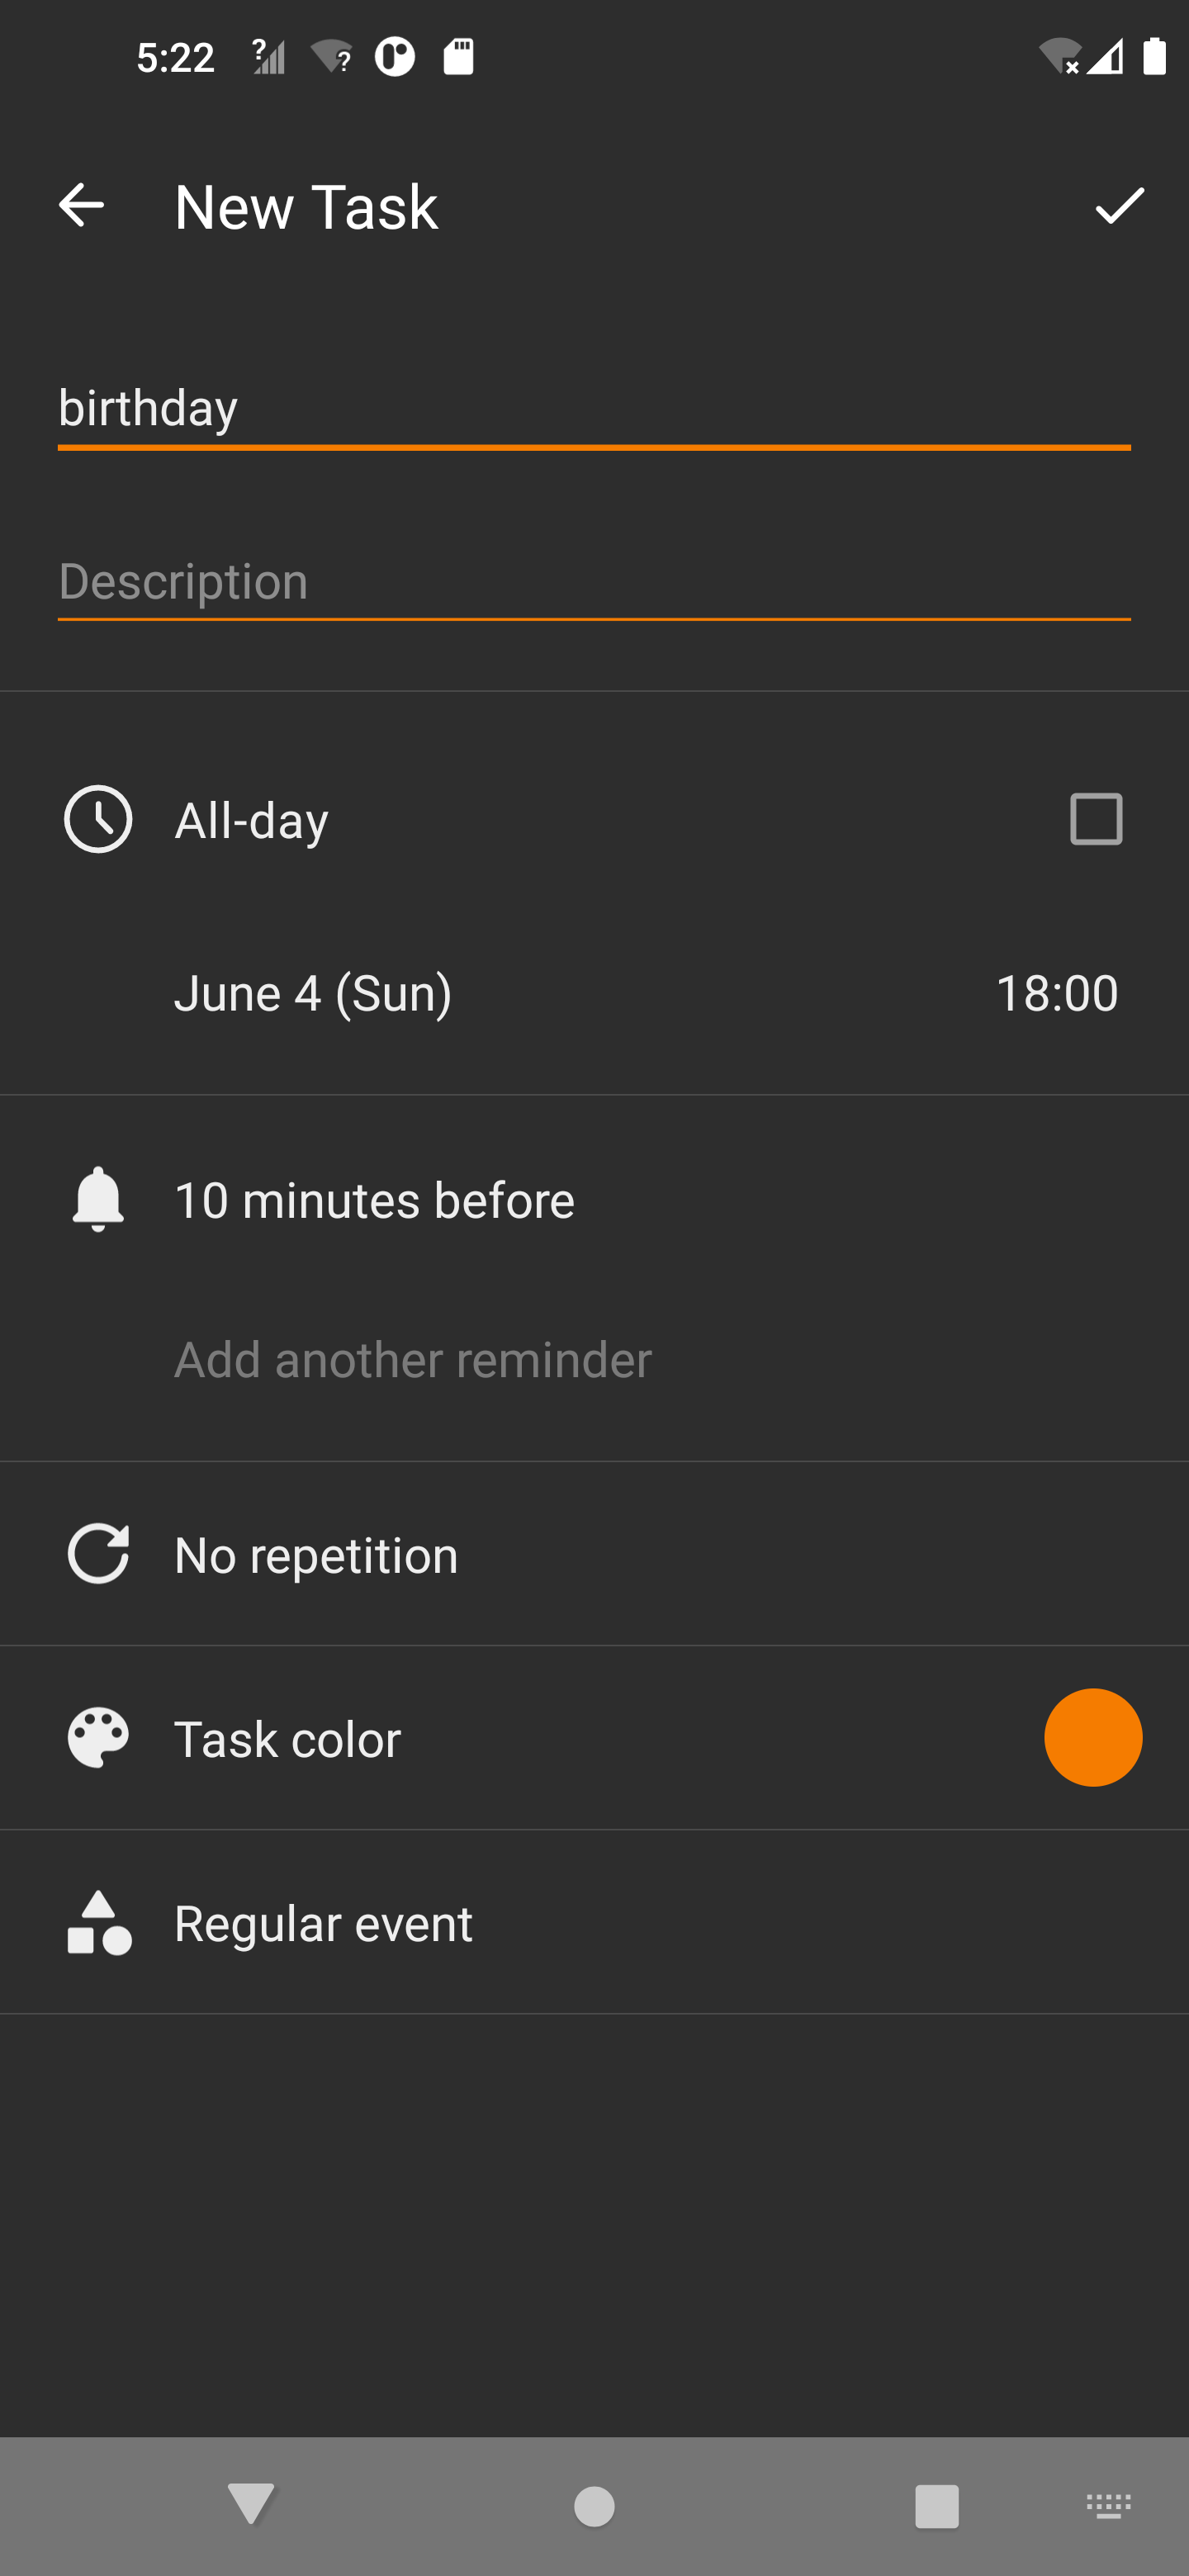 5:22
New Task
birthday
Description
All-day
June 4 (Sun) 18:00
10 minutes before
Add another reminder
No repetition
Task color
Regular event